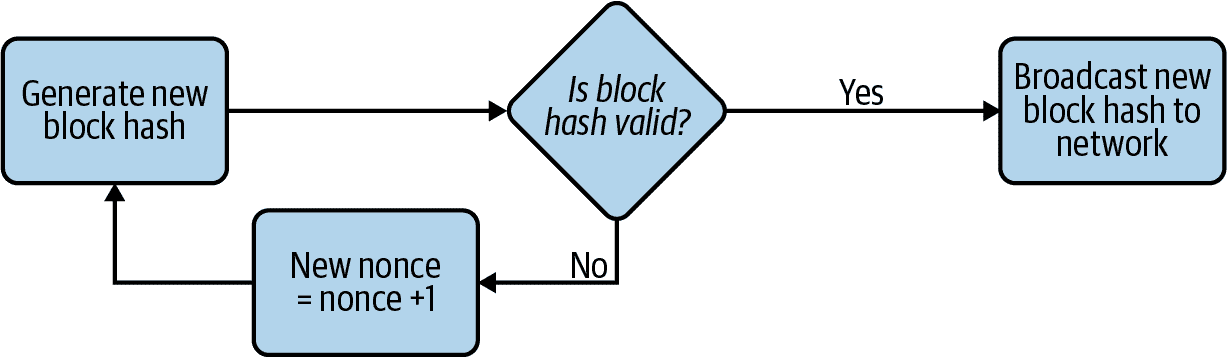 Generate new
block hash
Is block
hash valid?
Yes
Broadcast new
block hash to
network
No
New nonce
= nonce +1